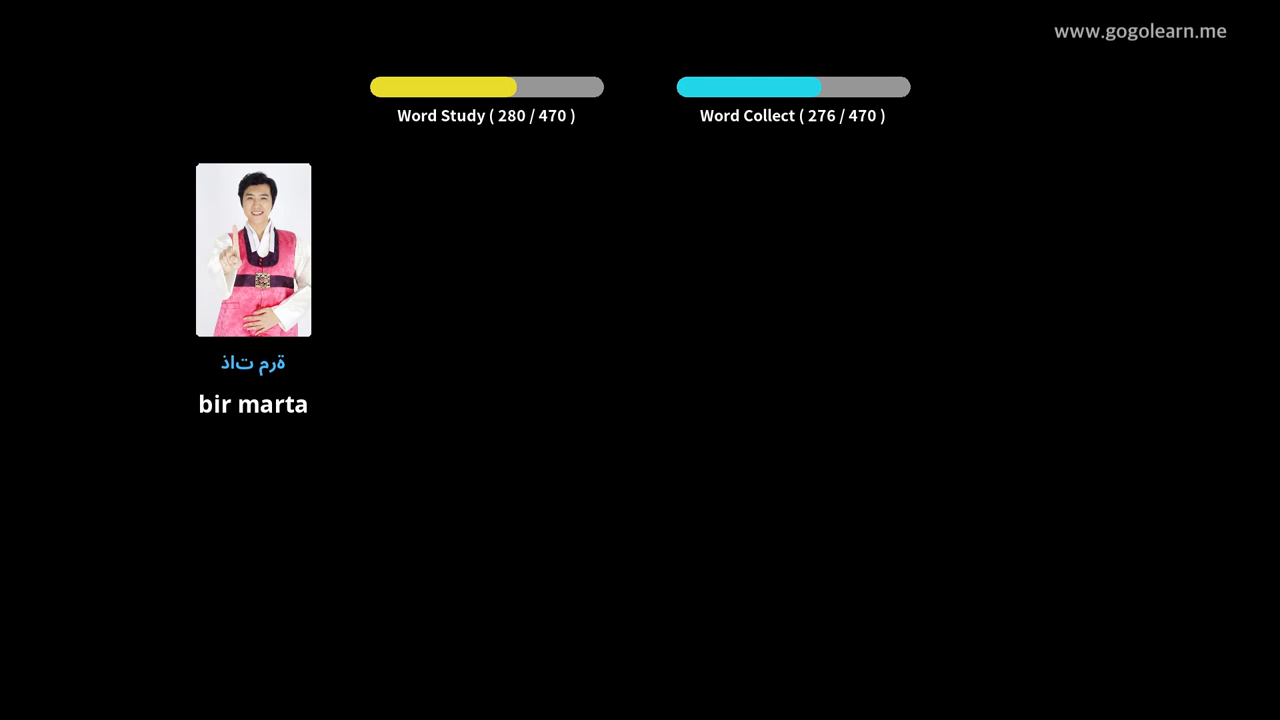 www.gogolearn.me
Word Study ( 280 / 470 )
Word Collect ( 276 / 470 )
ةرم تاذ
bir marta